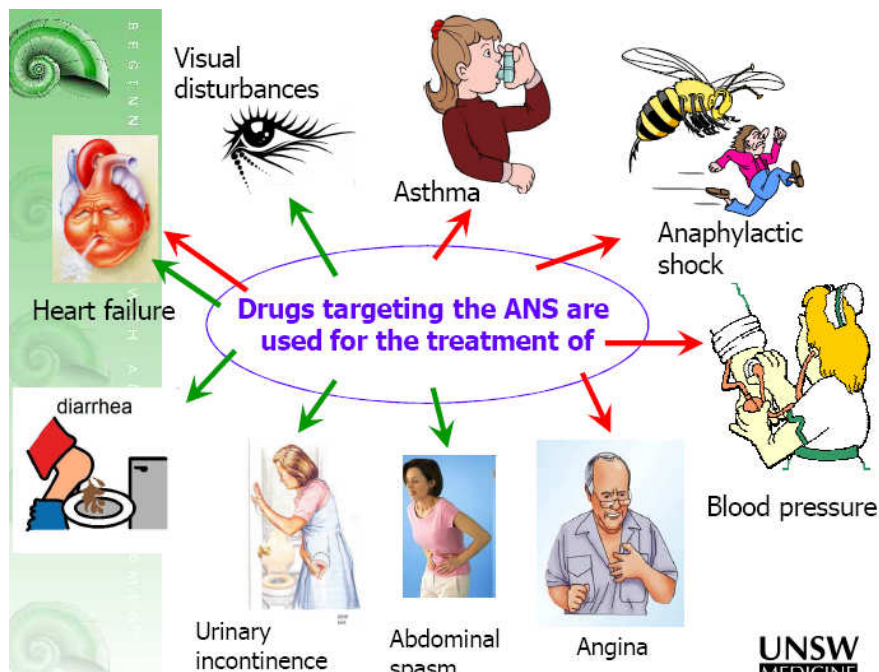 Visual
disturbances
Asthma
Anaphylactic
shock
Heart failure
Drugs targeting the ANS are
used for the treatment of
diarrhea
Blood pressure
Urinary
incontinence
Abdominal
spasm
Angina
UNSW
MEDICINE